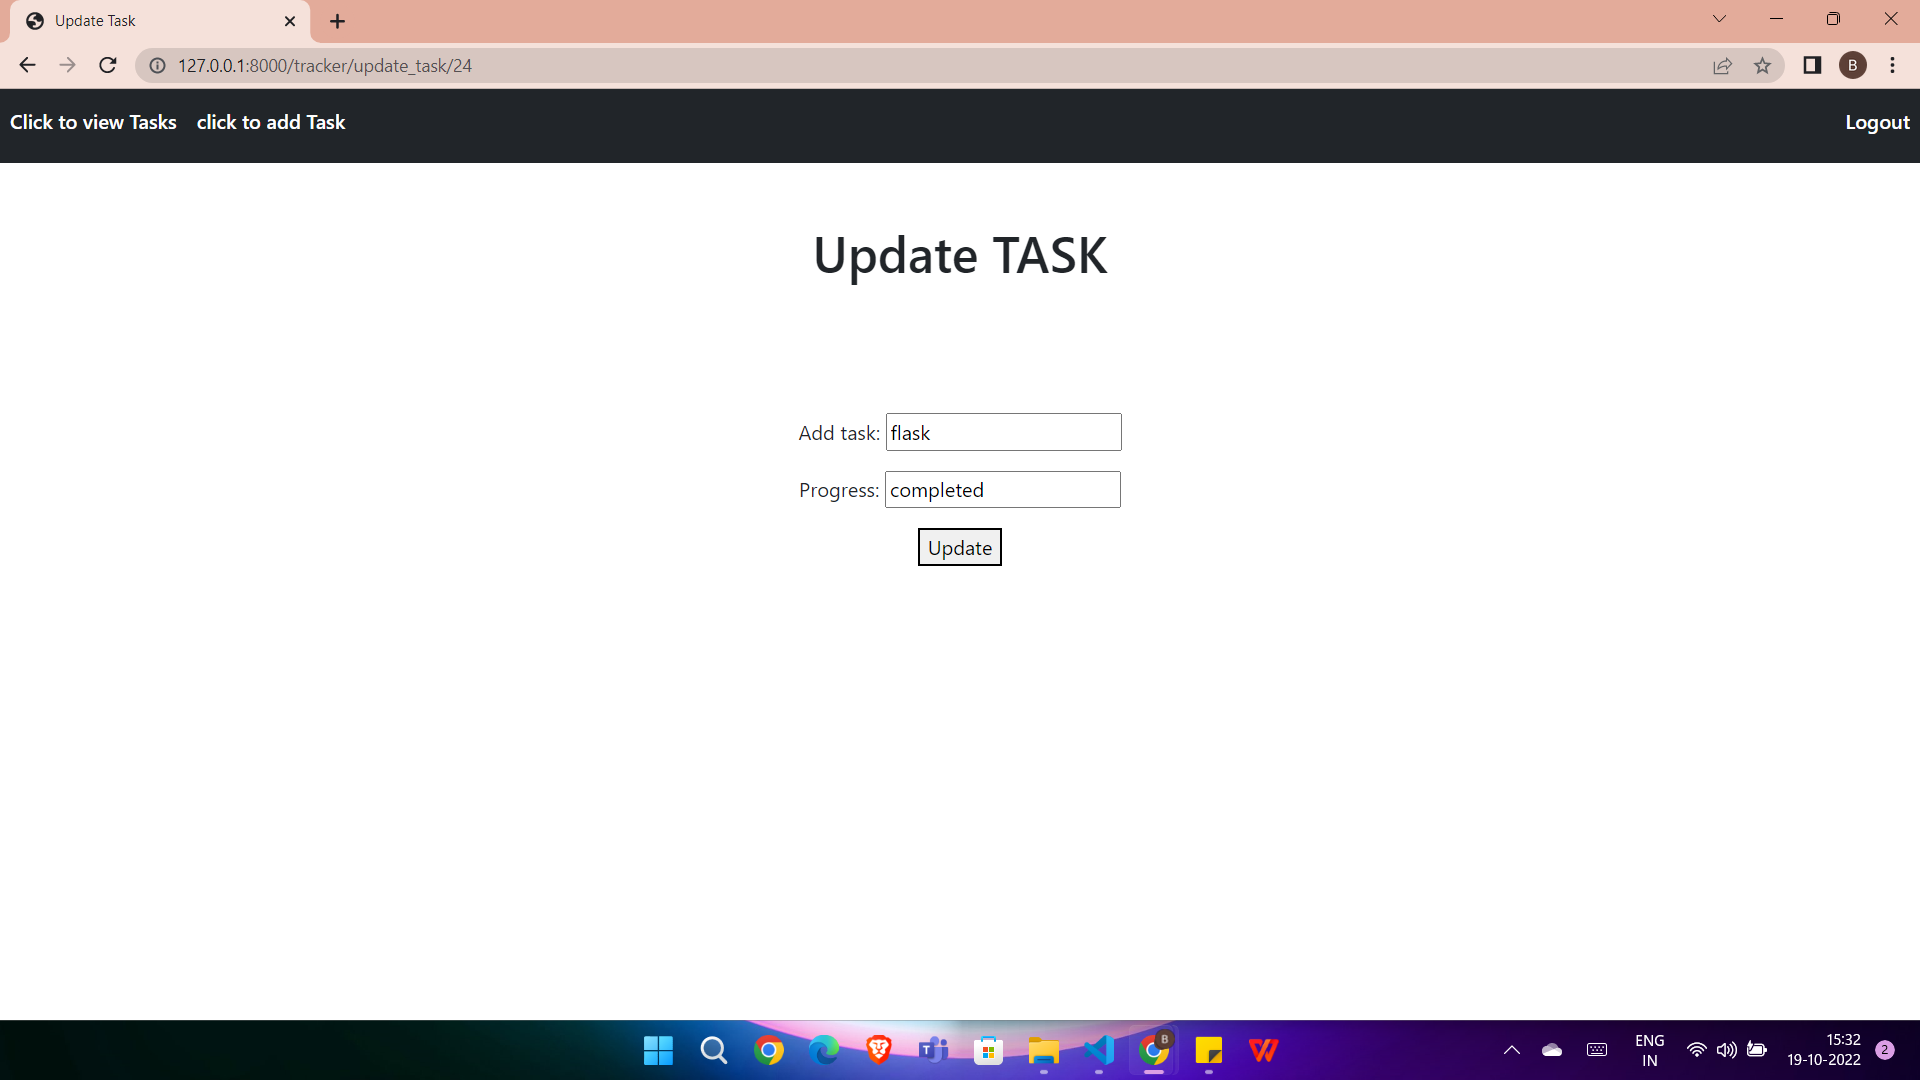 Update Task
127.0.0.1:8000/tracker/update_task/24
B
Click to view Tasks click to add Task Logout
Update TASK
Add task: flask
Progress: completed
Update
B
ENG
IN
15:32
19-10-2022
2